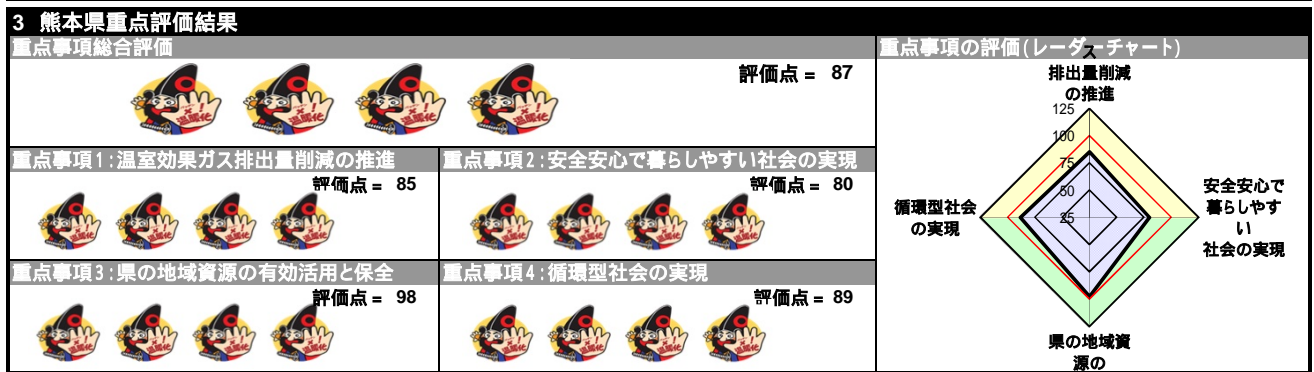 3 熊本県重点評価結果
重点事項総合評価
評価点 = 87
重点事項1:温室効果ガス排出量削減の推進
評価点 = 85
重点事項2:安全安心で暮らしやすい社会の実現
評価点 = 80
重点事項3:県の地域資源の有効活用と保全
評価点 = 98
重点事項4:循環型社会の実現
評価点 = 89
重点事項の評価(レーダーチャート)
ス
排出量削減
の推進
125
100
75
50
25
安全安心で
暮らしやす
い
社会の実現
循環型社会
の実現
県の地域資
源の